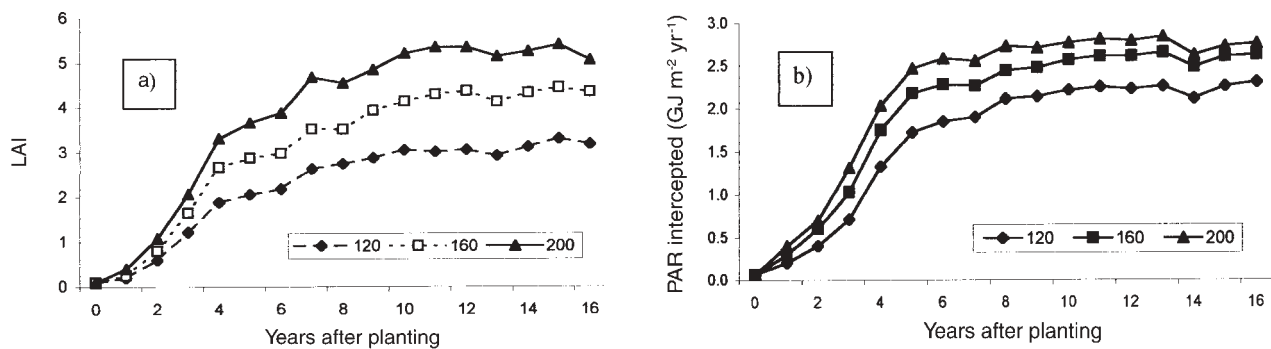 a)
LAI
6
5
4
3
2
1
0
120 160 200
0 2 4 6 8 10 12 14 16
Years after planting
b)
PAR intercepted (GJ m⁻² yr⁻¹)
3.0
2.5
2.0
1.5
1.0
0.5
0.0
120 160 200
0 2 4 6 8 10 12 14 16
Years after planting